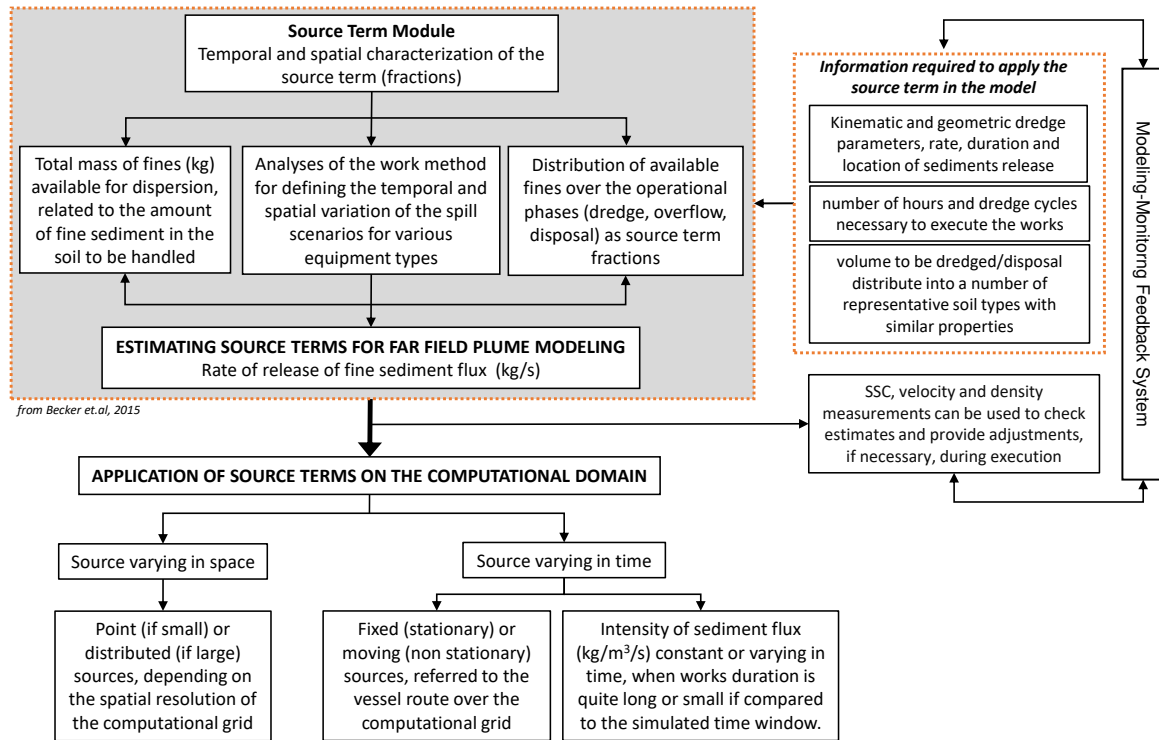 Source Term Module
Temporal and spatial characterization of the
source term (fractions)
Total mass of fines (kg)
available for dispersion,
related to the amount
of fine sediment in the
soil to be handled
Analyses of the work method
for defining the temporal and
spatial variation of the spill
scenarios for various
equipment types
Distribution of available
fines over the operational
phases (dredge, overflow,
disposal) as source term
fractions
ESTIMATING SOURCE TERMS FOR FAR FIELD PLUME MODELING
Rate of release of fine sediment flux (kg/s)
from Becker et.al, 2015
Information required to apply the
source term in the model
Kinematic and geometric dredge
parameters, rate, duration and
location of sediments release
number of hours and dredge cycles
necessary to execute the works
volume to be dredged/disposal
distribute into a number of
representative soil types with
similar properties
SSC, velocity and density
measurements can be used to check
estimates and provide adjustments,
if necessary, during execution
Modeling-Monitorng Feedback System
APPLICATION OF SOURCE TERMS ON THE COMPUTATIONAL DOMAIN
Source varying in space
Source varying in time
Point (if small) or
distributed (if large)
sources, depending on
the spatial resolution of
the computational grid
Fixed (stationary) or
moving (non stationary)
sources, referred to the
vessel route over the
computational grid
Intensity of sediment flux
(kg/m³/s) constant or varying in
time, when works duration is
quite long or small if compared
to the simulated time window.